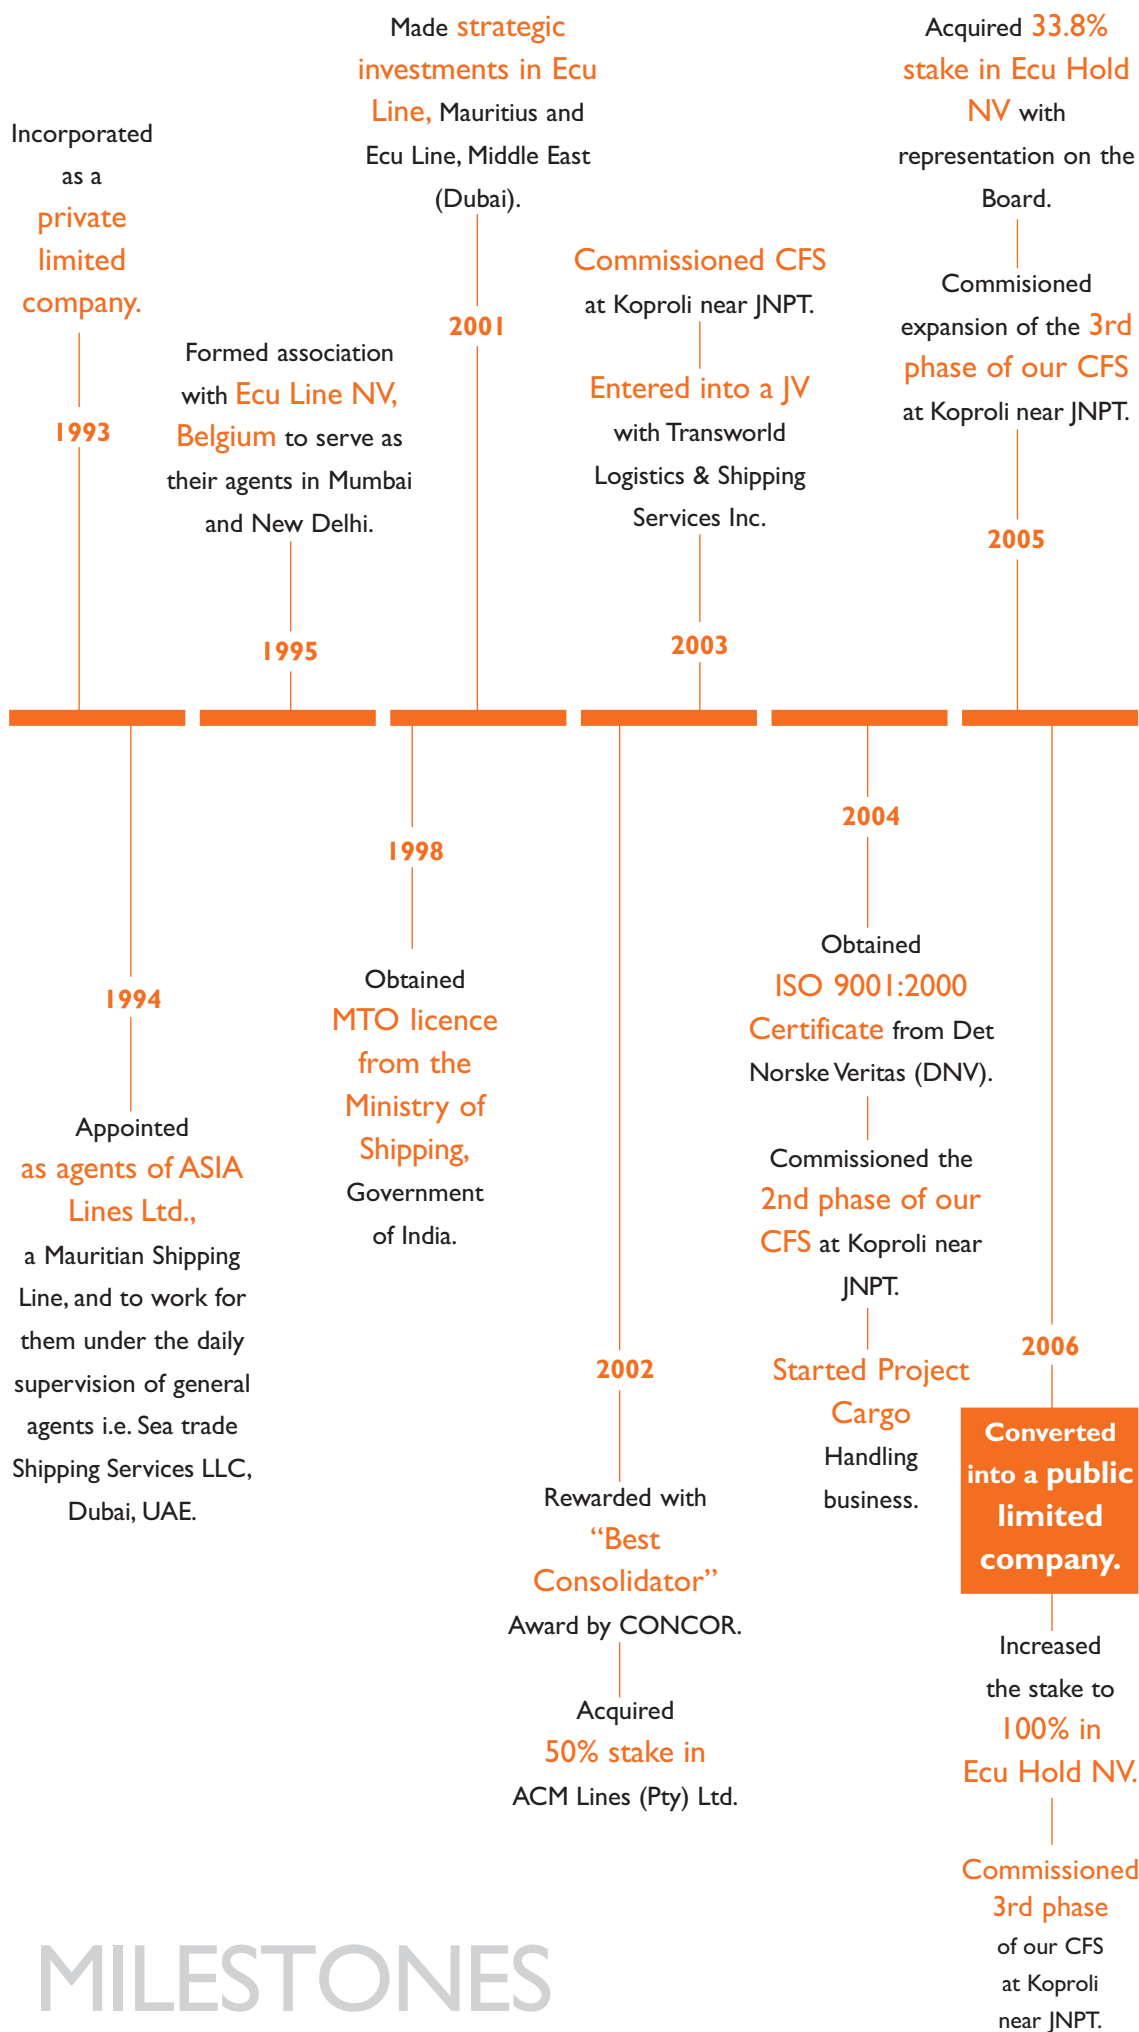 Incorporated
as a
private
limited
company.
1993
Formed association
with Ecu Line NV,
Belgium to serve as
their agents in Mumbai
and New Delhi.
1995
Made strategic
investments in Ecu
Line, Mauritius and
Ecu Line, Middle East
(Dubai).
2001
Commissioned CFS
at Koproli near JNPT.
Entered into a JV
with Transworld
Logistics & Shipping
Services Inc.
2003
Acquired 33.8%
stake in Ecu Hold
NV with
representation on the
Board.
Commisioned
expansion of the 3rd
phase of our CFS
at Koproli near JNPT.
2005
1994
Appointed
as agents of ASIA
Lines Ltd.,
a Mauritian Shipping
Line, and to work for
them under the daily
supervision of general
agents i.e. Sea trade
Shipping Services LLC,
Dubai, UAE.
1998
Obtained
MTO licence
from the
Ministry of
Shipping,
Government
of India.
2002
Rewarded with
“Best
Consolidator”
Award by CONCOR.
Acquired
50% stake in
ACM Lines (Pty) Ltd.
2004
Obtained
ISO 9001:2000
Certificate from Det
Norske Veritas (DNV).
Commissioned the
2nd phase of our
CFS at Koproli near
JNPT.
Started Project
Cargo
Handling
business.
2006
Converted
into a public
limited
company.
Increased
the stake to
100% in
Ecu Hold NV.
Commissioned
3rd phase
of our CFS
at Koproli
near JNPT.
MILESTONES